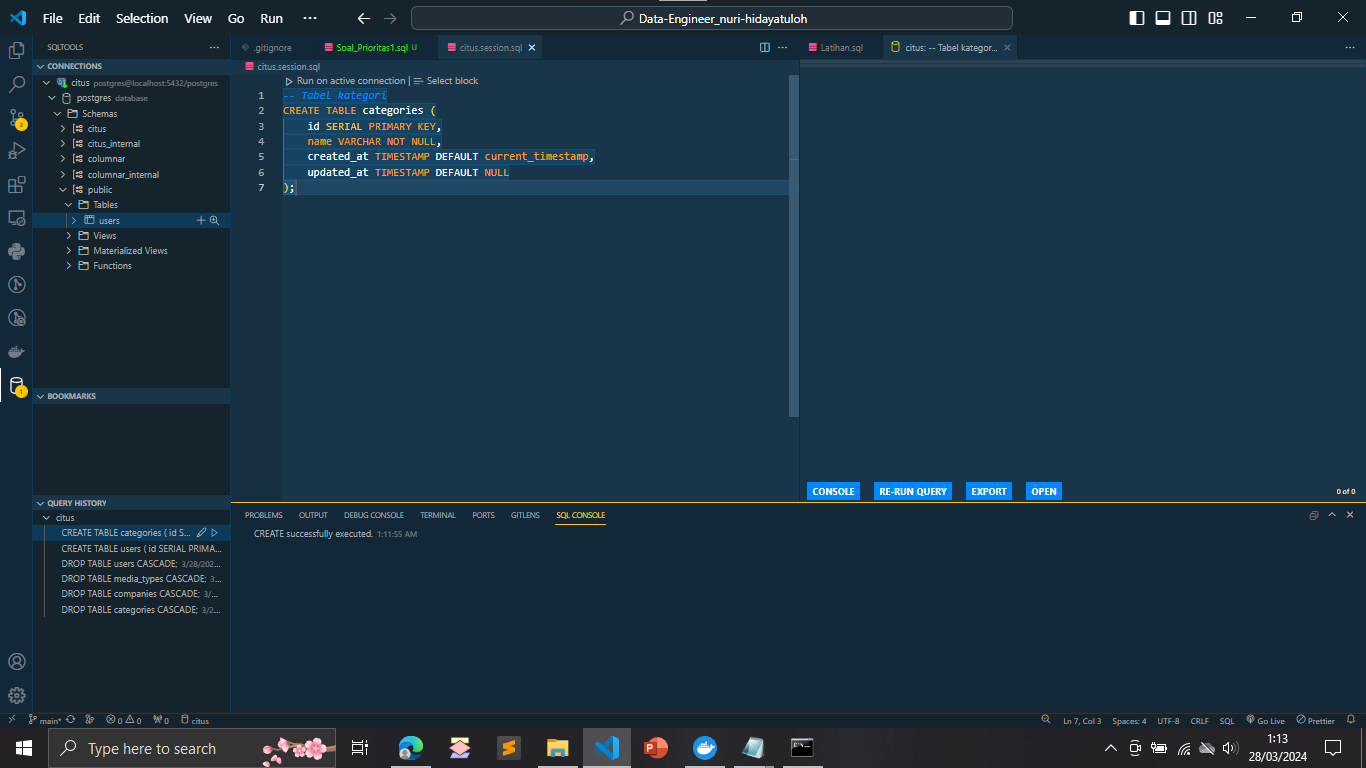 File Edit Selection View Go Run ···
Data-Engineer_nuri-hidayatuloh
SQLTOOLS
CONNECTIONS
citus postgres@localhost:5432/postgres
postgres database
Schemas
citus
citus_internal
columnar
columnar_internal
public
Tables
users
Views
Materialized Views
Functions
BOOKMARKS
QUERY HISTORY
citus
CREATE TABLE categories ( id S...
CREATE TABLE users ( id SERIAL PRIMA...
DROP TABLE users CASCADE; 3/28/202...
DROP TABLE media_types CASCADE; 3...
DROP TABLE companies CASCADE; 3/...
DROP TABLE categories CASCADE; 3/2...
.gitignore Soal_Prioritas1.sql U citus.session.sql
citus.session.sql
Run on active connection | Select block
1 -- Tabel kategori
2 CREATE TABLE categories (
3 id SERIAL PRIMARY KEY,
4 name VARCHAR NOT NULL,
5 created_at TIMESTAMP DEFAULT current_timestamp,
6 updated_at TIMESTAMP DEFAULT NULL
7 );
Latihan.sql citus: -- Tabel kategor...
CONSOLE RE-RUN QUERY EXPORT OPEN 0 of 0
PROBLEMS OUTPUT DEBUG CONSOLE TERMINAL PORTS GITLENS SQL CONSOLE
CREATE successfully executed. 1:11:55 AM
main* 0 0 0 citus
Ln 7, Col 3 Spaces: 4 UTF-8 CRLF SQL Go Live Prettier
Type here to search
1:13
28/03/2024